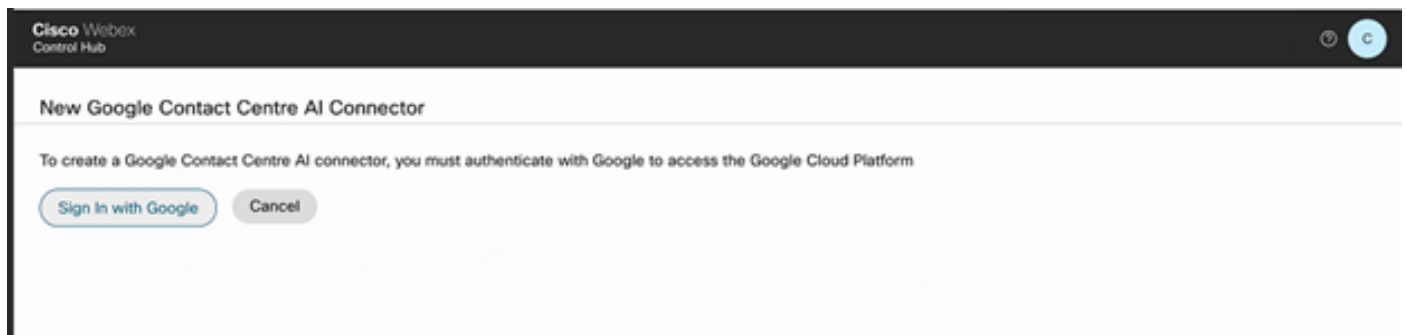 Cisco Webex
Control Hub
?
C
New Google Contact Centre AI Connector
To create a Google Contact Centre AI connector, you must authenticate with Google to access the Google Cloud Platform
Sign In with Google
Cancel